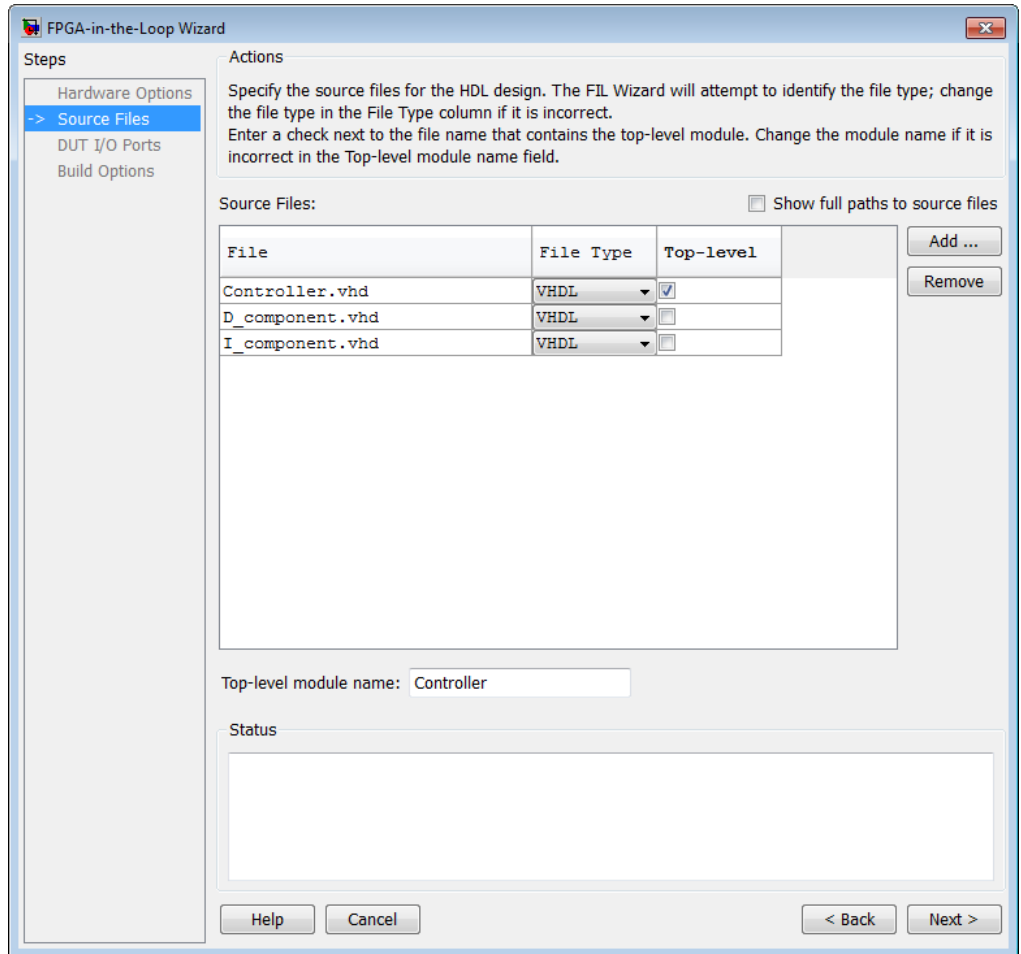 FPGA-in-the-Loop Wizard
Steps
Hardware Options
-> Source Files
DUT I/O Ports
Build Options
Actions
Specify the source files for the HDL design. The FIL Wizard will attempt to identify the file type; change
the file type in the File Type column if it is incorrect.
Enter a check next to the file name that contains the top-level module. Change the module name if it is
incorrect in the Top-level module name field.
Source Files:
Show full paths to source files
File File Type Top-level
Controller.vhd VHDL
D_component.vhd VHDL
I_component.vhd VHDL
Add ...
Remove
Top-level module name: Controller
Status
Help Cancel < Back Next >